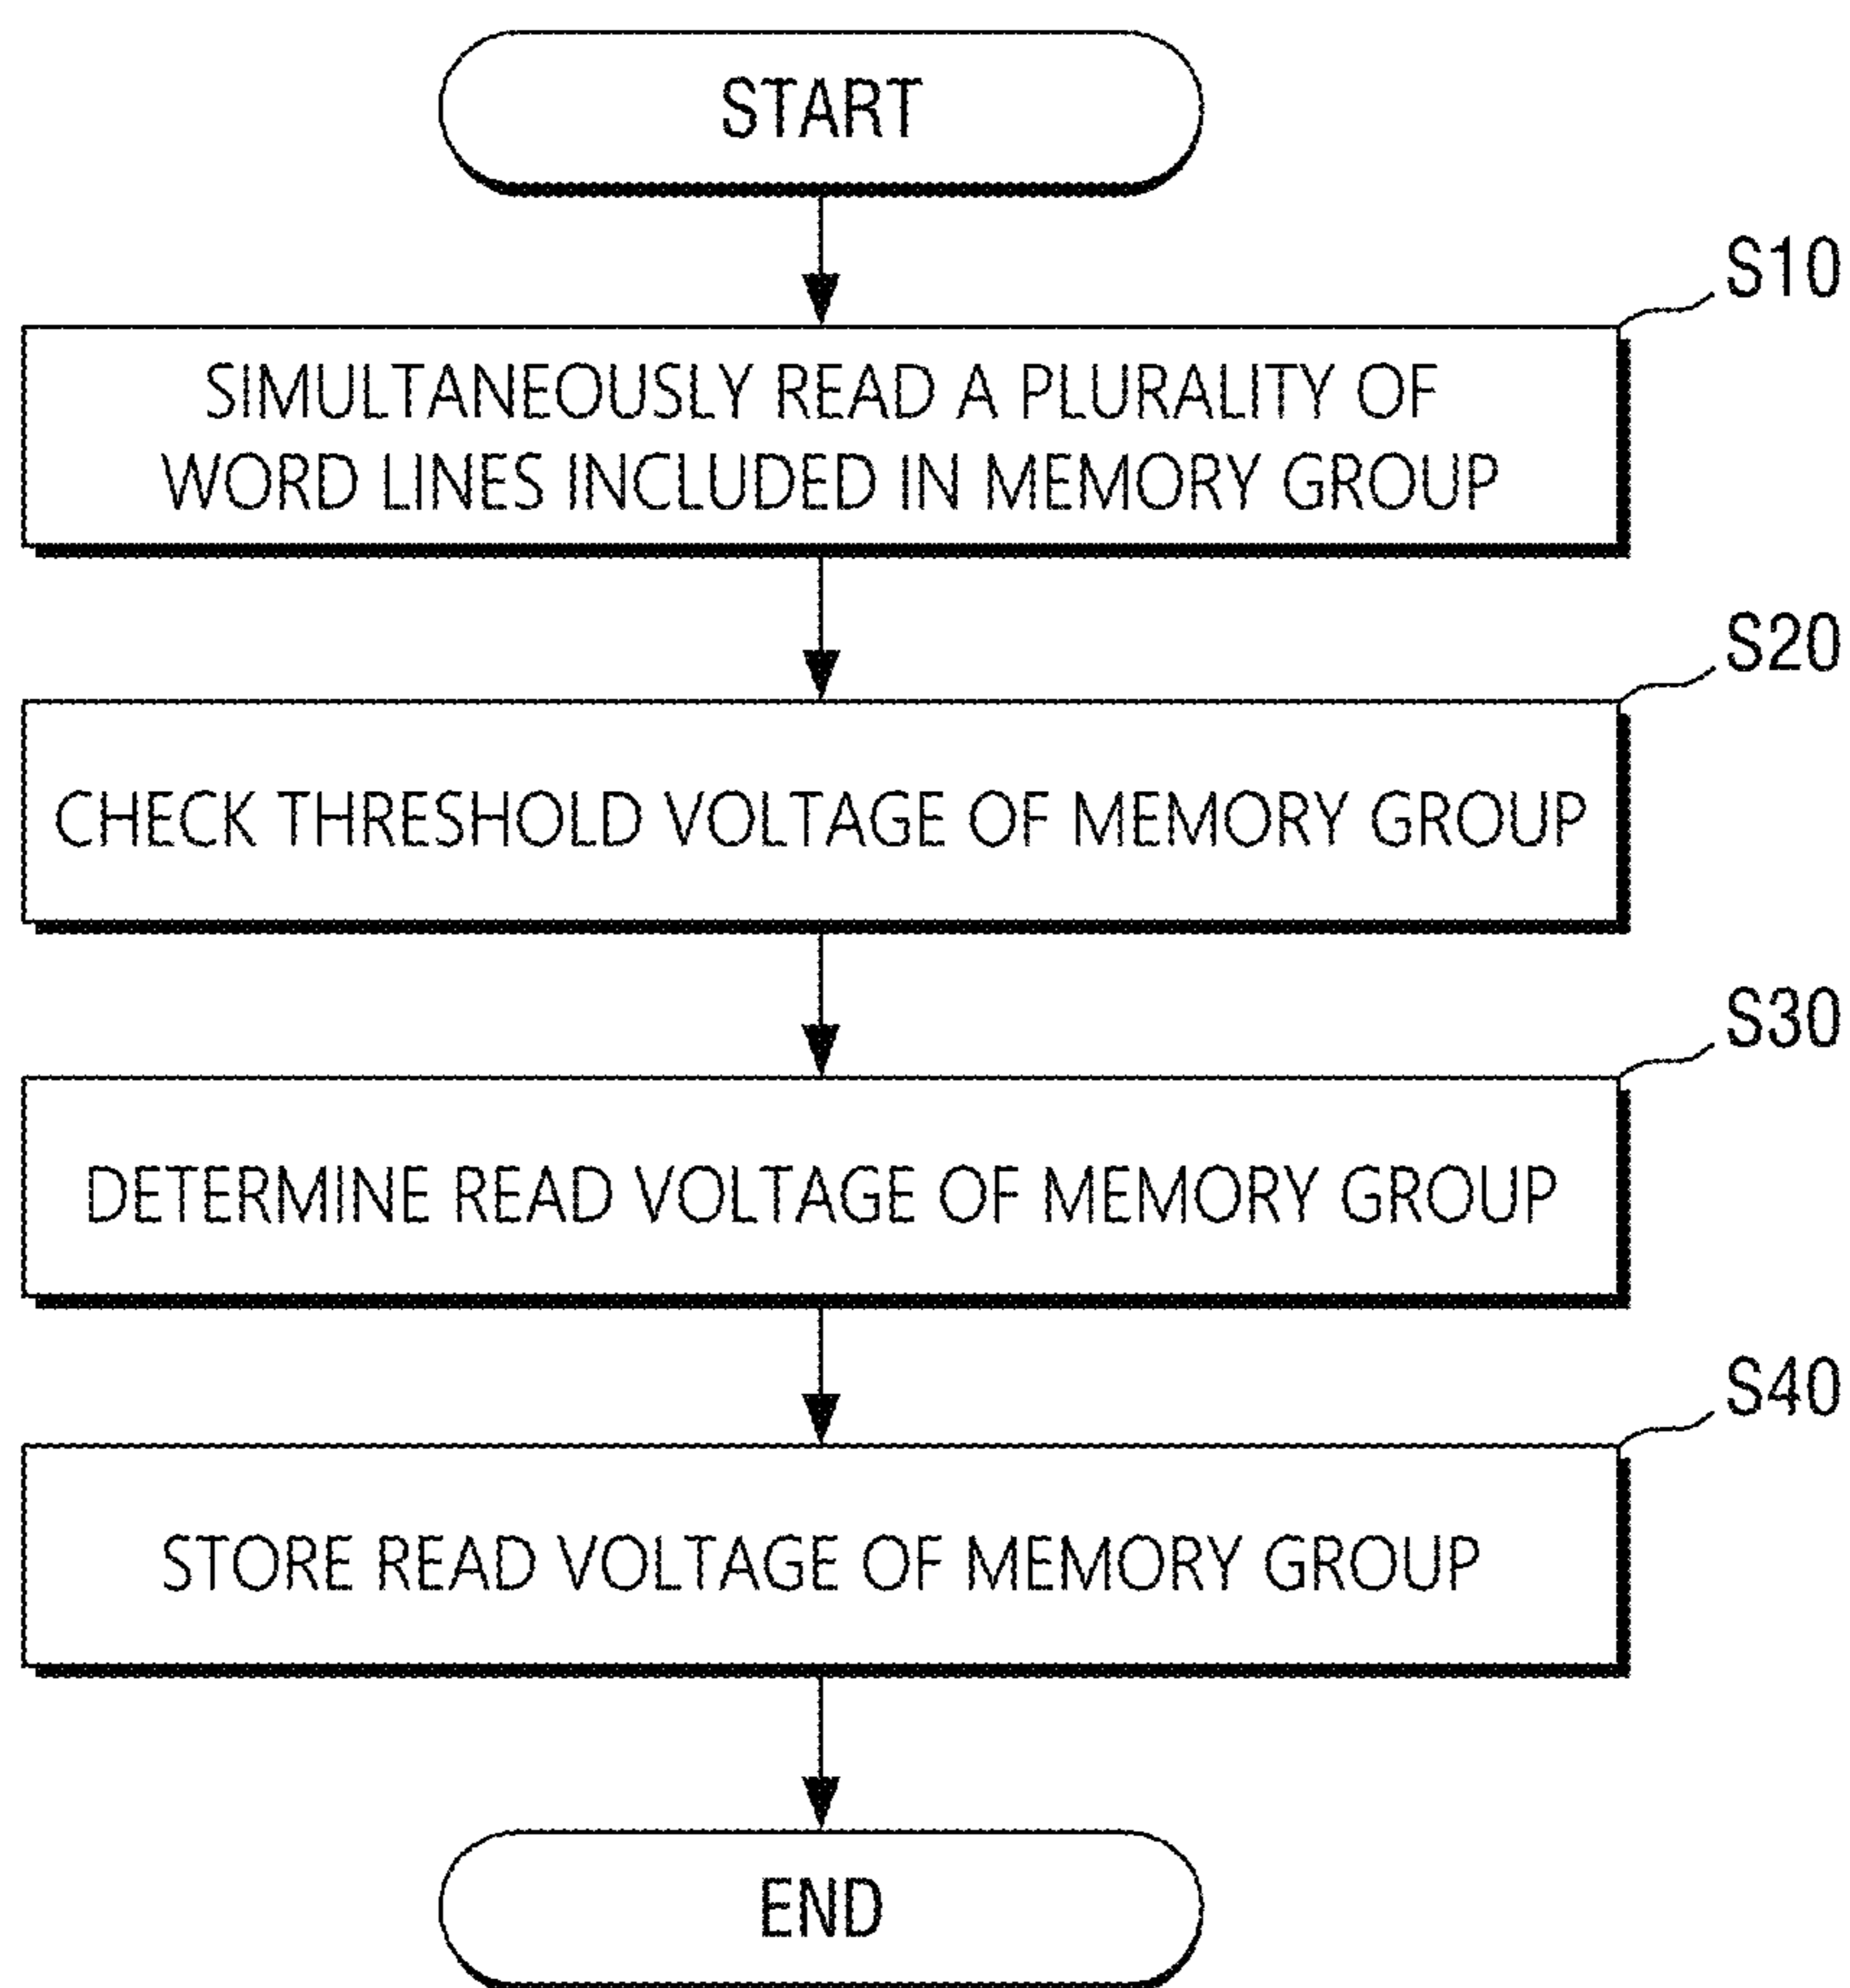 START
S10
SIMULTANEOUSLY READ A PLURALITY OF
WORD LINES INCLUDED IN MEMORY GROUP
S20
CHECK THRESHOLD VOLTAGE OF MEMORY GROUP
S30
DETERMINE READ VOLTAGE OF MEMORY GROUP
S40
STORE READ VOLTAGE OF MEMORY GROUP
END